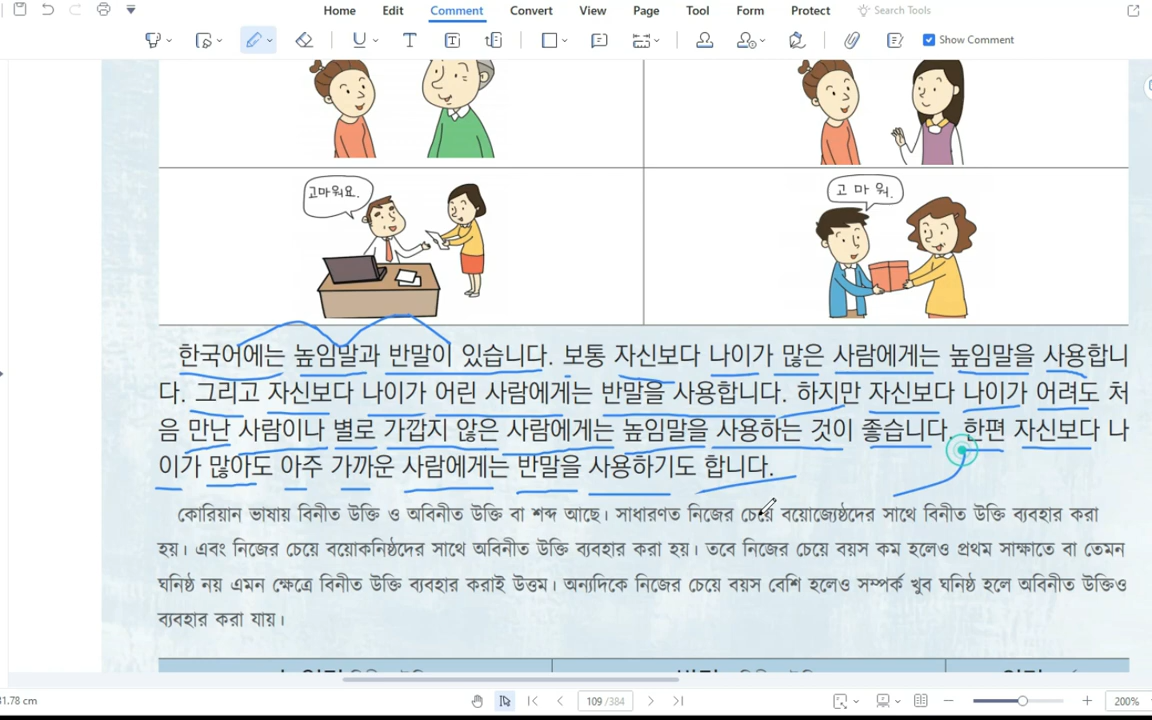 Home Edit Comment Convert View Page Tool Form Protect Search Tools
Show Comment
고마워요.
고 마 워.
한국어에는 높임말과 반말이 있습니다. 보통 자신보다 나이가 많은 사람에게는 높임말을 사용합니
다. 그리고 자신보다 나이가 어린 사람에게는 반말을 사용합니다. 하지만 자신보다 나이가 어려도 처
음 만난 사람이나 별로 가깝지 않은 사람에게는 높임말을 사용하는 것이 좋습니다. 한편 자신보다 나
이가 많아도 아주 가까운 사람에게는 반말을 사용하기도 합니다.
কোরিয়ান ভাষায় বিনীত উক্তি ও অবিনীত উক্তি বা শব্দ আছে। সাধারণত নিজের চেয়ে বয়োজ্যেষ্ঠদের সাথে বিনীত উক্তি ব্যবহার করা
হয়। এবং নিজের চেয়ে বয়োকনিষ্ঠদের সাথে অবিনীত উক্তি ব্যবহার করা হয়। তবে নিজের চেয়ে বয়স কম হলেও প্রথম সাক্ষাতে বা তেমন
ঘনিষ্ঠ নয় এমন ক্ষেত্রে বিনীত উক্তি ব্যবহার করাই উত্তম। অন্যদিকে নিজের চেয়ে বয়স বেশি হলেও সম্পর্ক খুব ঘনিষ্ঠ হলে অবিনীত উক্তিও
ব্যবহার করা যায়।
31.78 cm 109 /384 200%